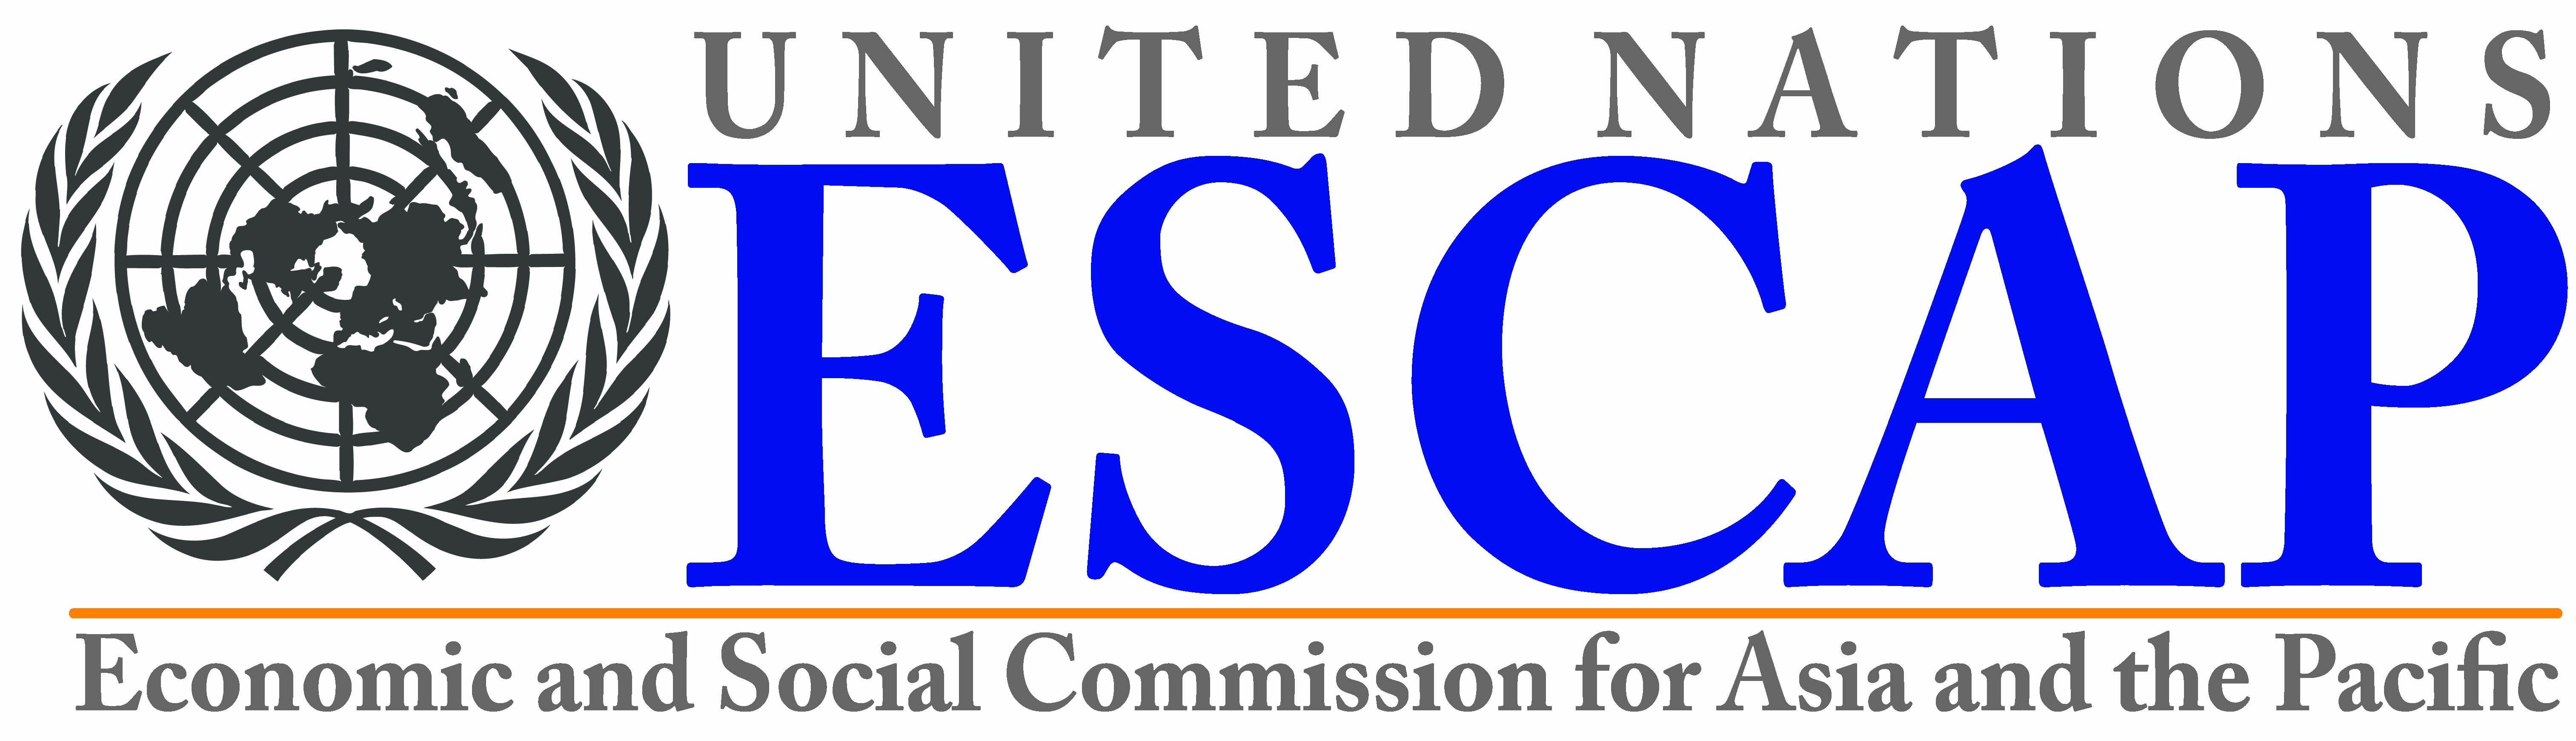 UNITED NATIONS
ESCAP
Economic and Social Commission for Asia and the Pacific